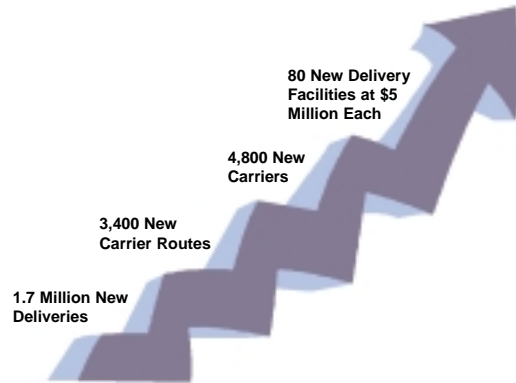 80 New Delivery
Facilities at $5
Million Each
4,800 New
Carriers
3,400 New
Carrier Routes
1.7 Million New
Deliveries